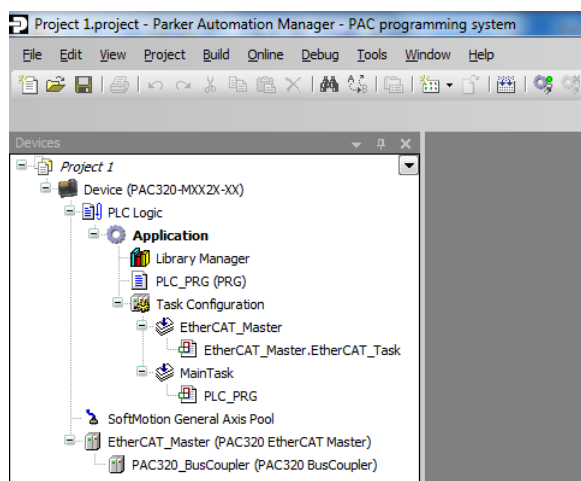 Project 1.project - Parker Automation Manager - PAC programming system
File Edit View Project Build Online Debug Tools Window Help
Devices
Project 1
Device (PAC320-MXX2X-XX)
PLC Logic
Application
Library Manager
PLC_PRG (PRG)
Task Configuration
EtherCAT_Master
EtherCAT_Master.EtherCAT_Task
MainTask
PLC_PRG
SoftMotion General Axis Pool
EtherCAT_Master (PAC320 EtherCAT Master)
PAC320_BusCoupler (PAC320 BusCoupler)